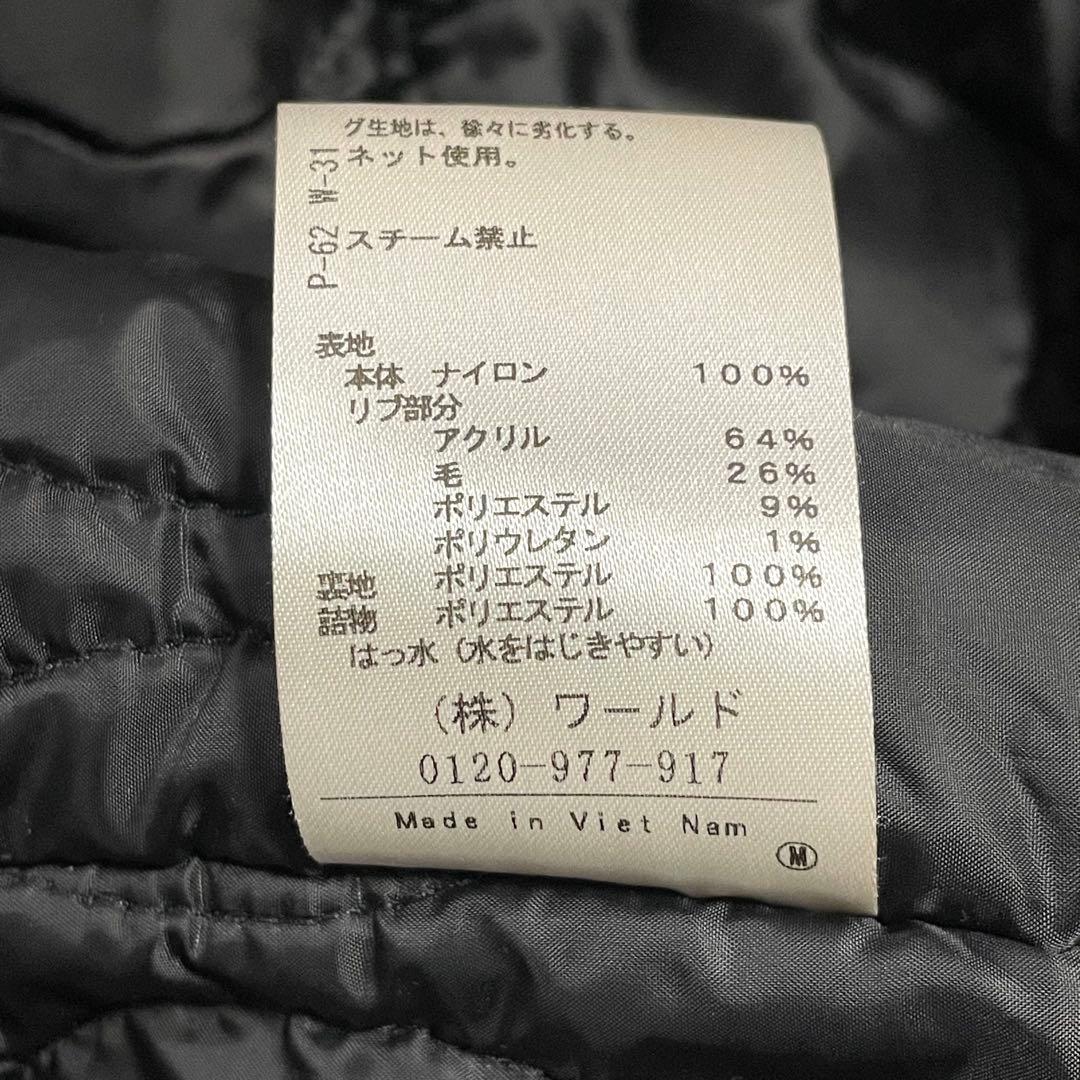 グ生地は、徐々に劣化する。
ネット使用。
スチーム禁止
P-62 W-31
表地
本体 ナイロン 100%
リブ部分
アクリル 64%
毛 26%
ポリエステル 9%
ポリウレタン 1%
裏地 ポリエステル 100%
詰物 ポリエステル 100%
はっ水(水をはじきやすい)
(株)ワールド
0120-977-917
Made in Viet Nam
M